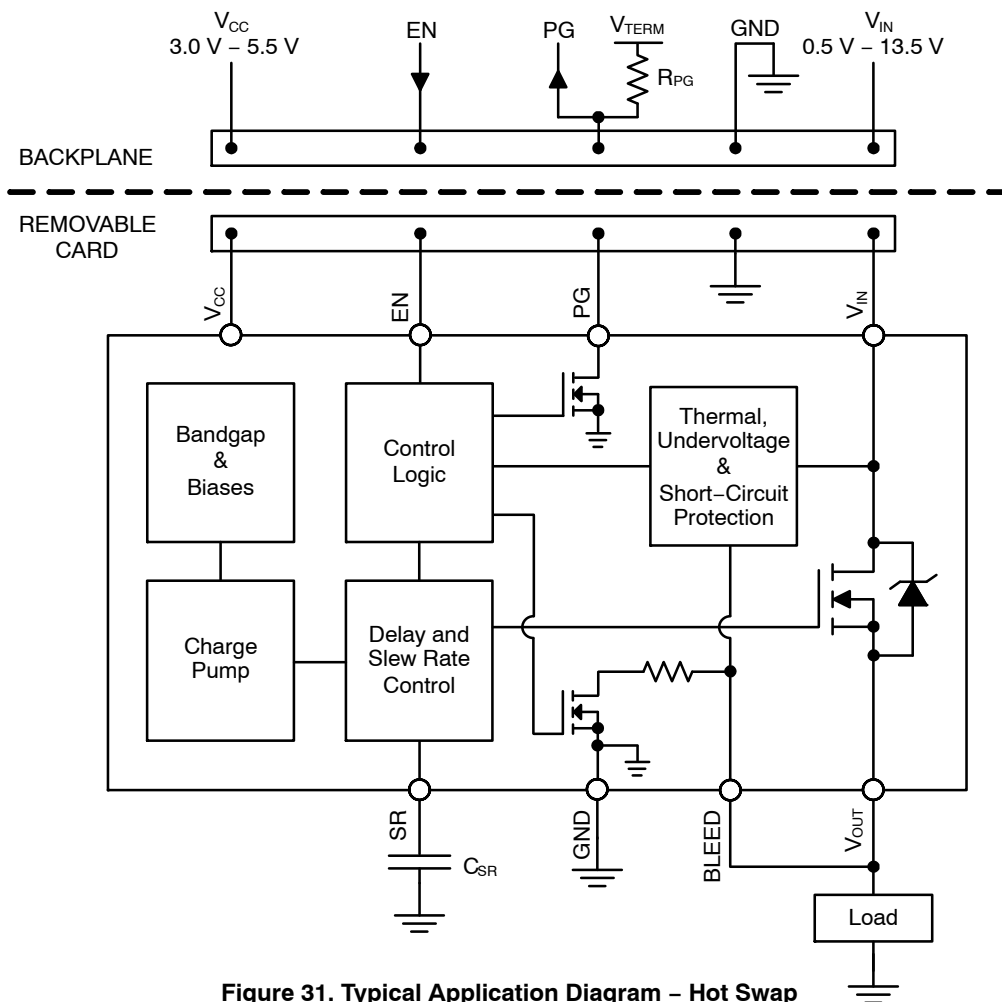 VCC
3.0 V – 5.5 V
EN
PG
VTERM
RPG
GND
VIN
0.5 V – 13.5 V
BACKPLANE
REMOVABLE
CARD
VCC
EN
PG
VIN
Bandgap
&
Biases
Control
Logic
Thermal,
Undervoltage
&
Short–Circuit
Protection
Charge
Pump
Delay and
Slew Rate
Control
SR
GND
BLEED
VOUT
CSR
Load
Figure 31. Typical Application Diagram – Hot Swap